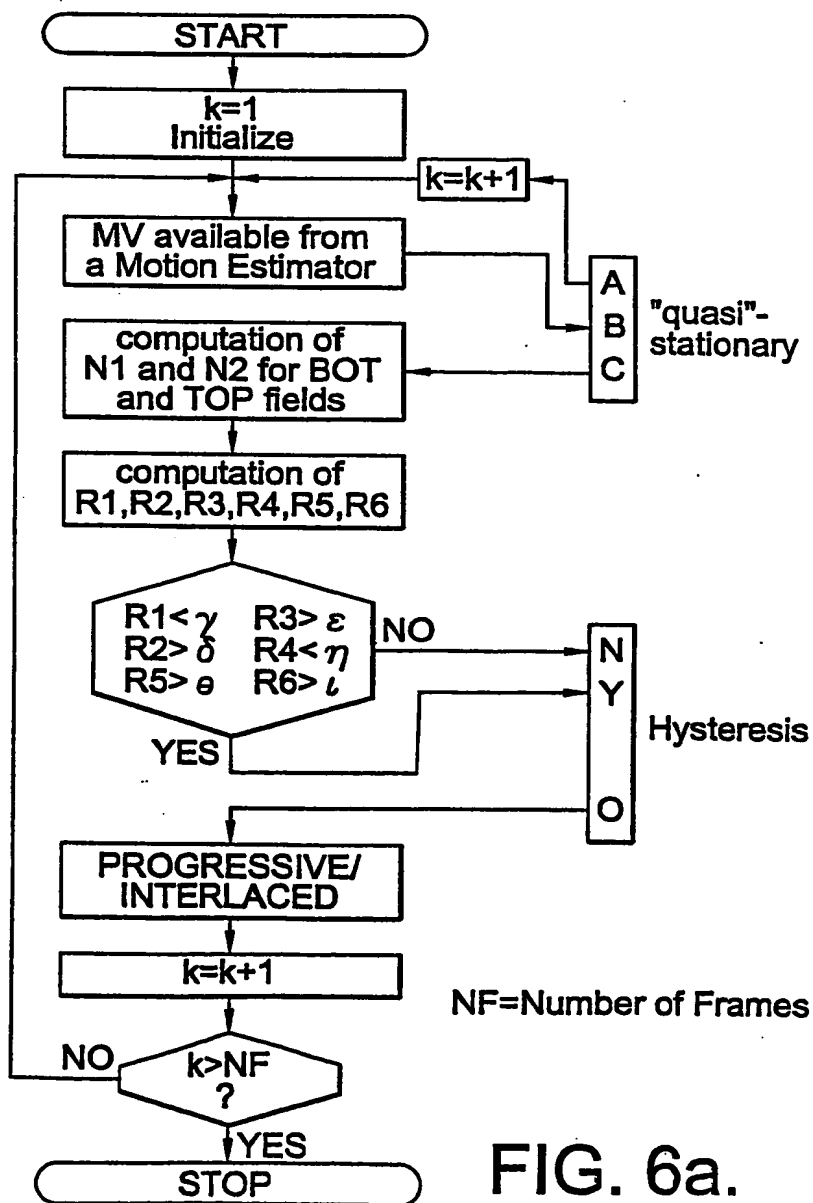 START
k=1
Initialize
k=k+1
MV available from
a Motion Estimator
A
B
C
"quasi"-
stationary
computation of
N1 and N2 for BOT
and TOP fields
computation of
R1,R2,R3,R4,R5,R6
R1<γ R3>ε
R2>δ R4<η
R5>θ R6>ι
NO
YES
N
Y
O
Hysteresis
PROGRESSIVE/
INTERLACED
k=k+1
NF=Number of Frames
NO
k>NF
?
YES
STOP
FIG. 6a.